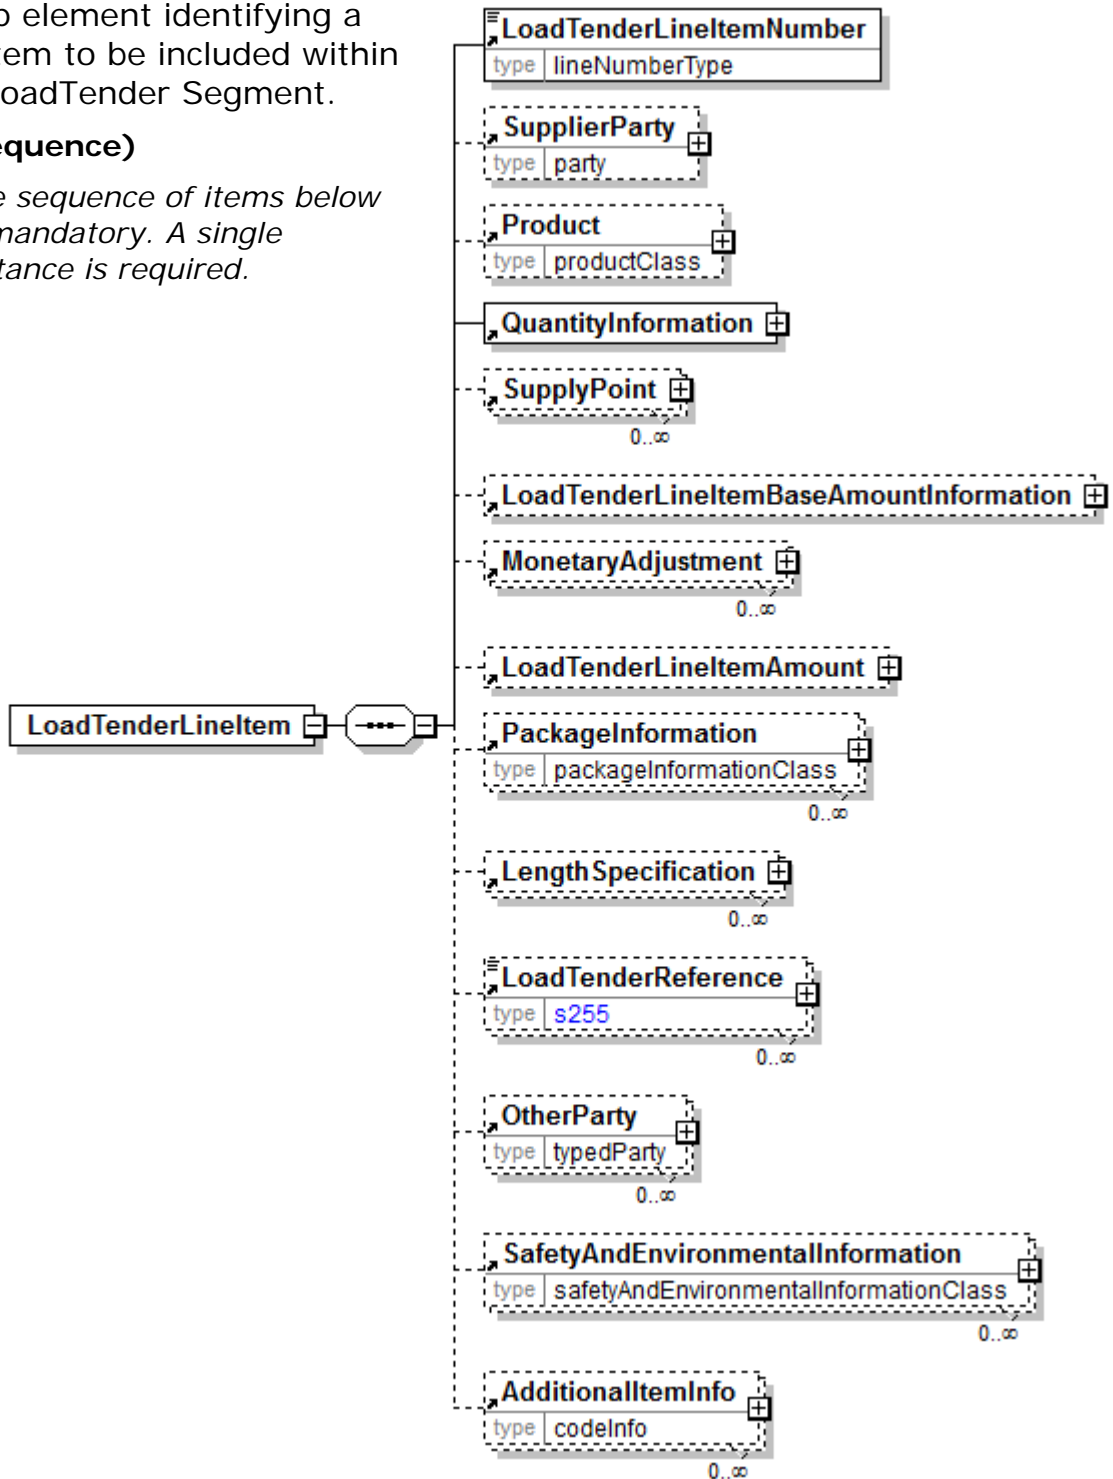 p element identifying a
tem to be included within
oadTender Segment.
equence)
e sequence of items below
mandatory. A single
tance is required.
LoadTenderLineItem
LoadTenderLineItemNumber
type lineNumberType
SupplierParty
type party
Product
type productClass
QuantityInformation
SupplyPoint
0..∞
LoadTenderLineItemBaseAmountInformation
MonetaryAdjustment
0..∞
LoadTenderLineItemAmount
PackageInformation
type packageInformationClass
0..∞
LengthSpecification
0..∞
LoadTenderReference
type s255
0..∞
OtherParty
type typedParty
0..∞
SafetyAndEnvironmentalInformation
type safetyAndEnvironmentalInformationClass
0..∞
AdditionalItemInfo
type codeInfo
0..∞